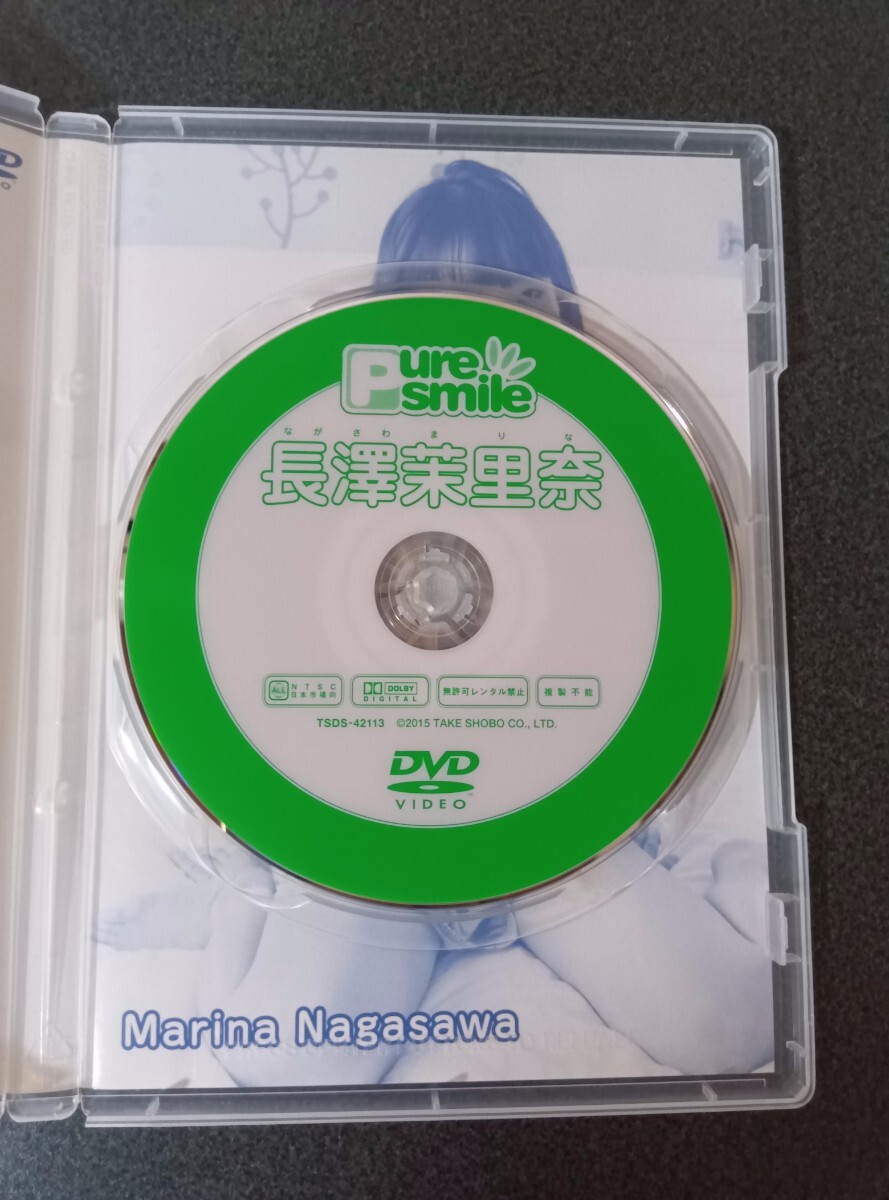 Pure smile
ながさわまりな
長澤茉里奈
ALL NTSC 日本市場向
DOLBY DIGITAL
無許可レンタル禁止
複製不能
TSDS-42113 ©2015 TAKE SHOBO CO., LTD.
DVD
VIDEO
Marina Nagasawa